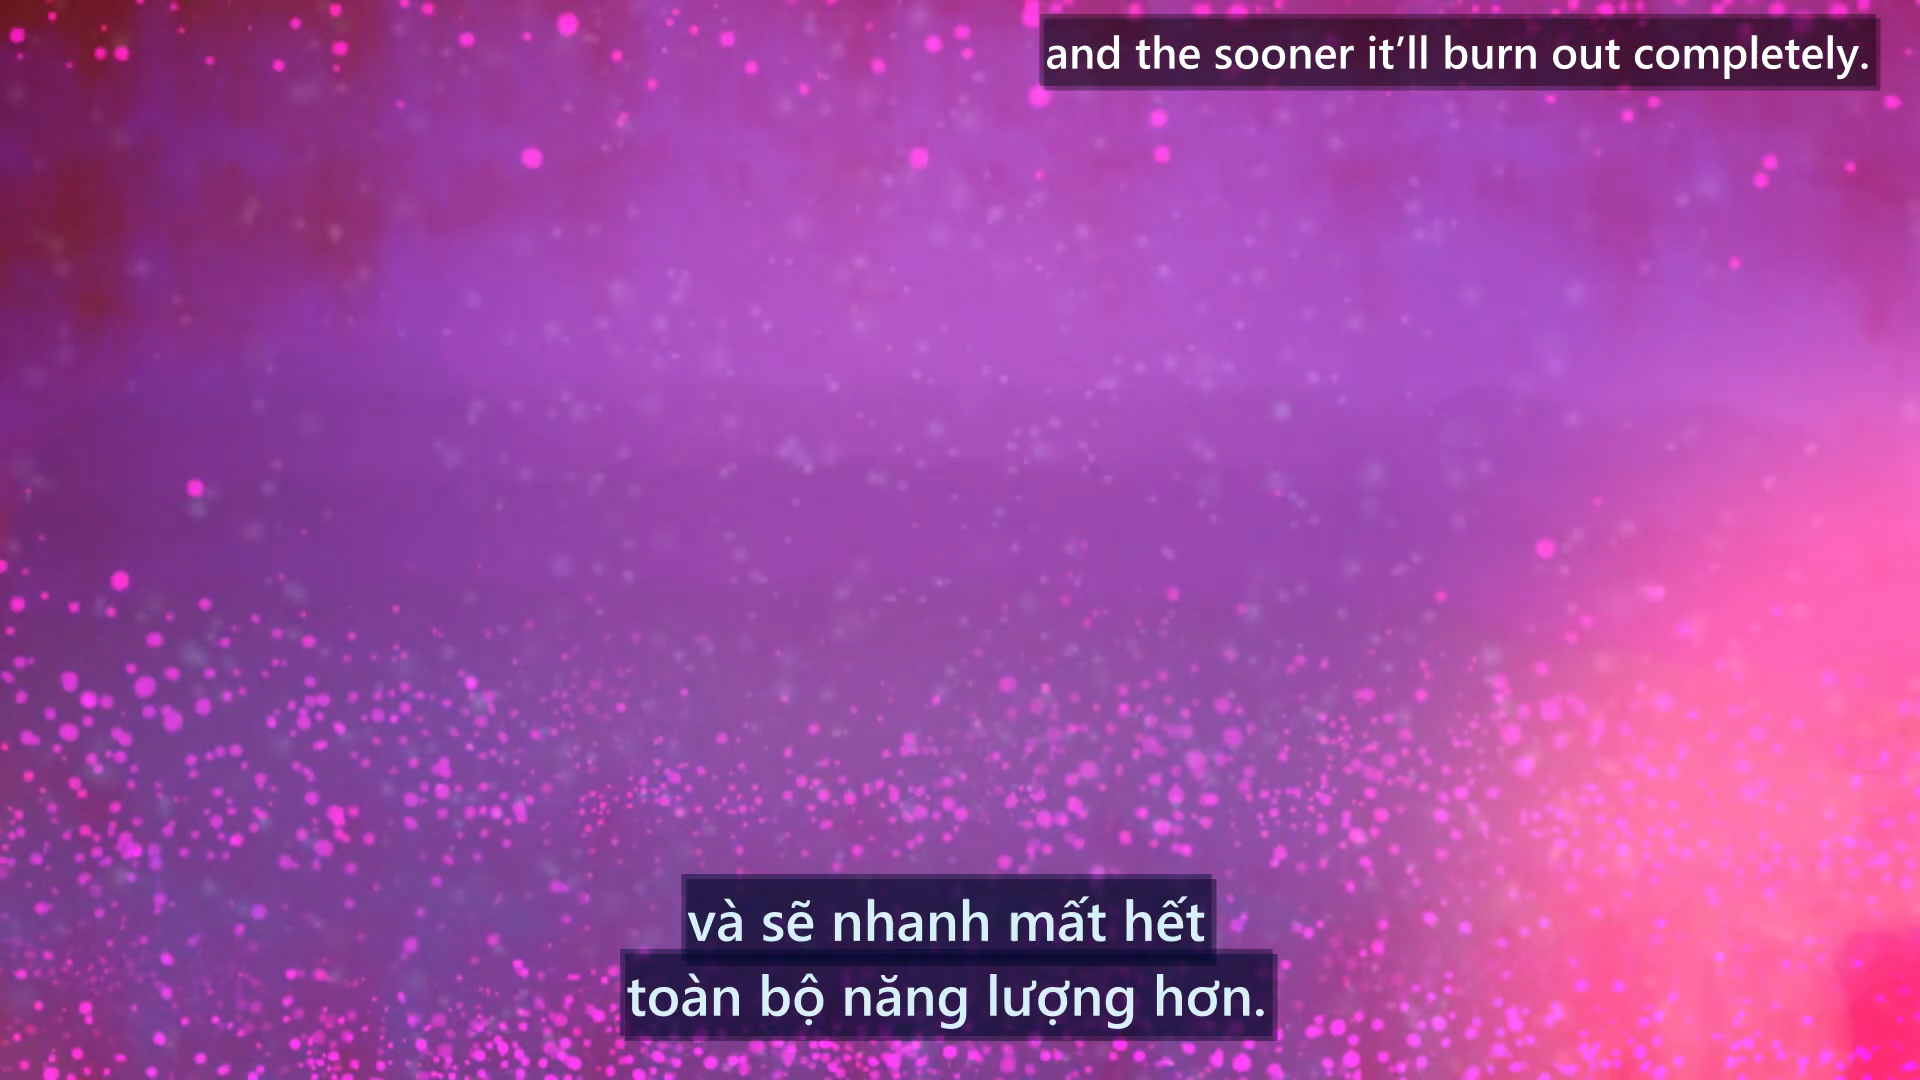 and the sooner it’ll burn out completely.
và sẽ nhanh mất hết
toàn bộ năng lượng hơn.